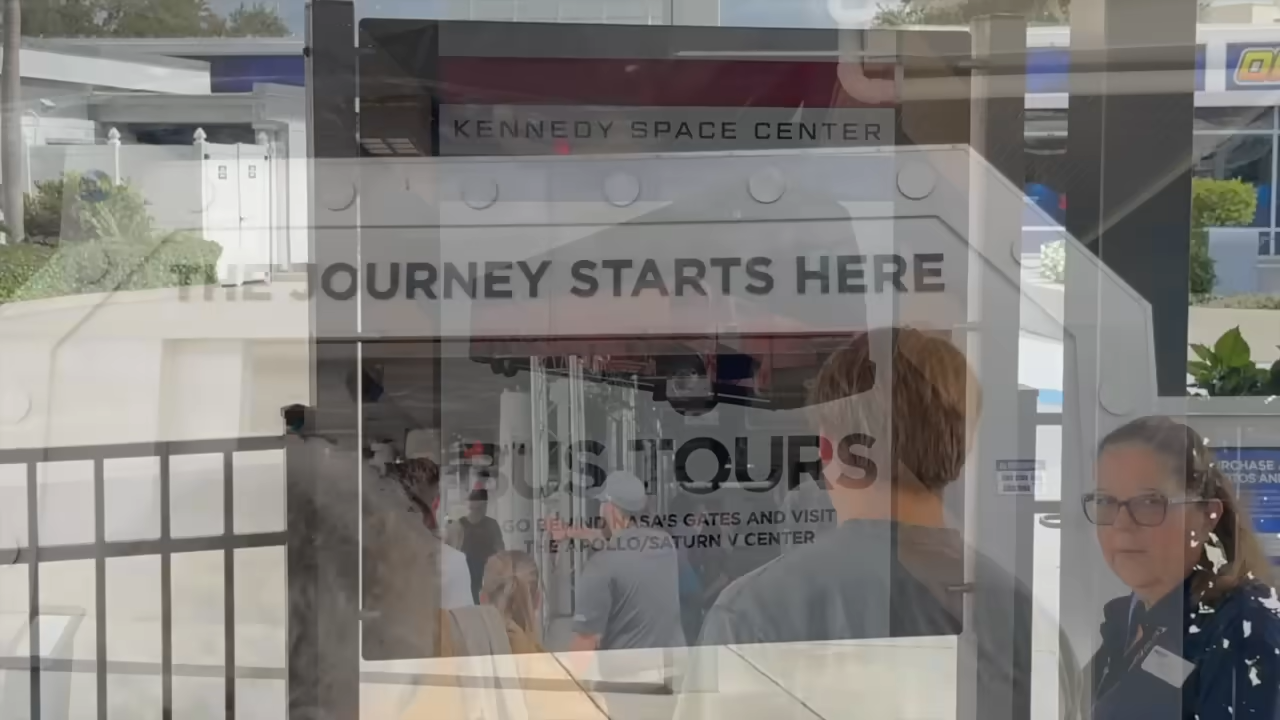 KENNEDY SPACE CENTER
THE JOURNEY STARTS HERE
BUS TOURS
GO BEHIND NASA'S GATES AND VISIT
THE APOLLO/SATURN V CENTER